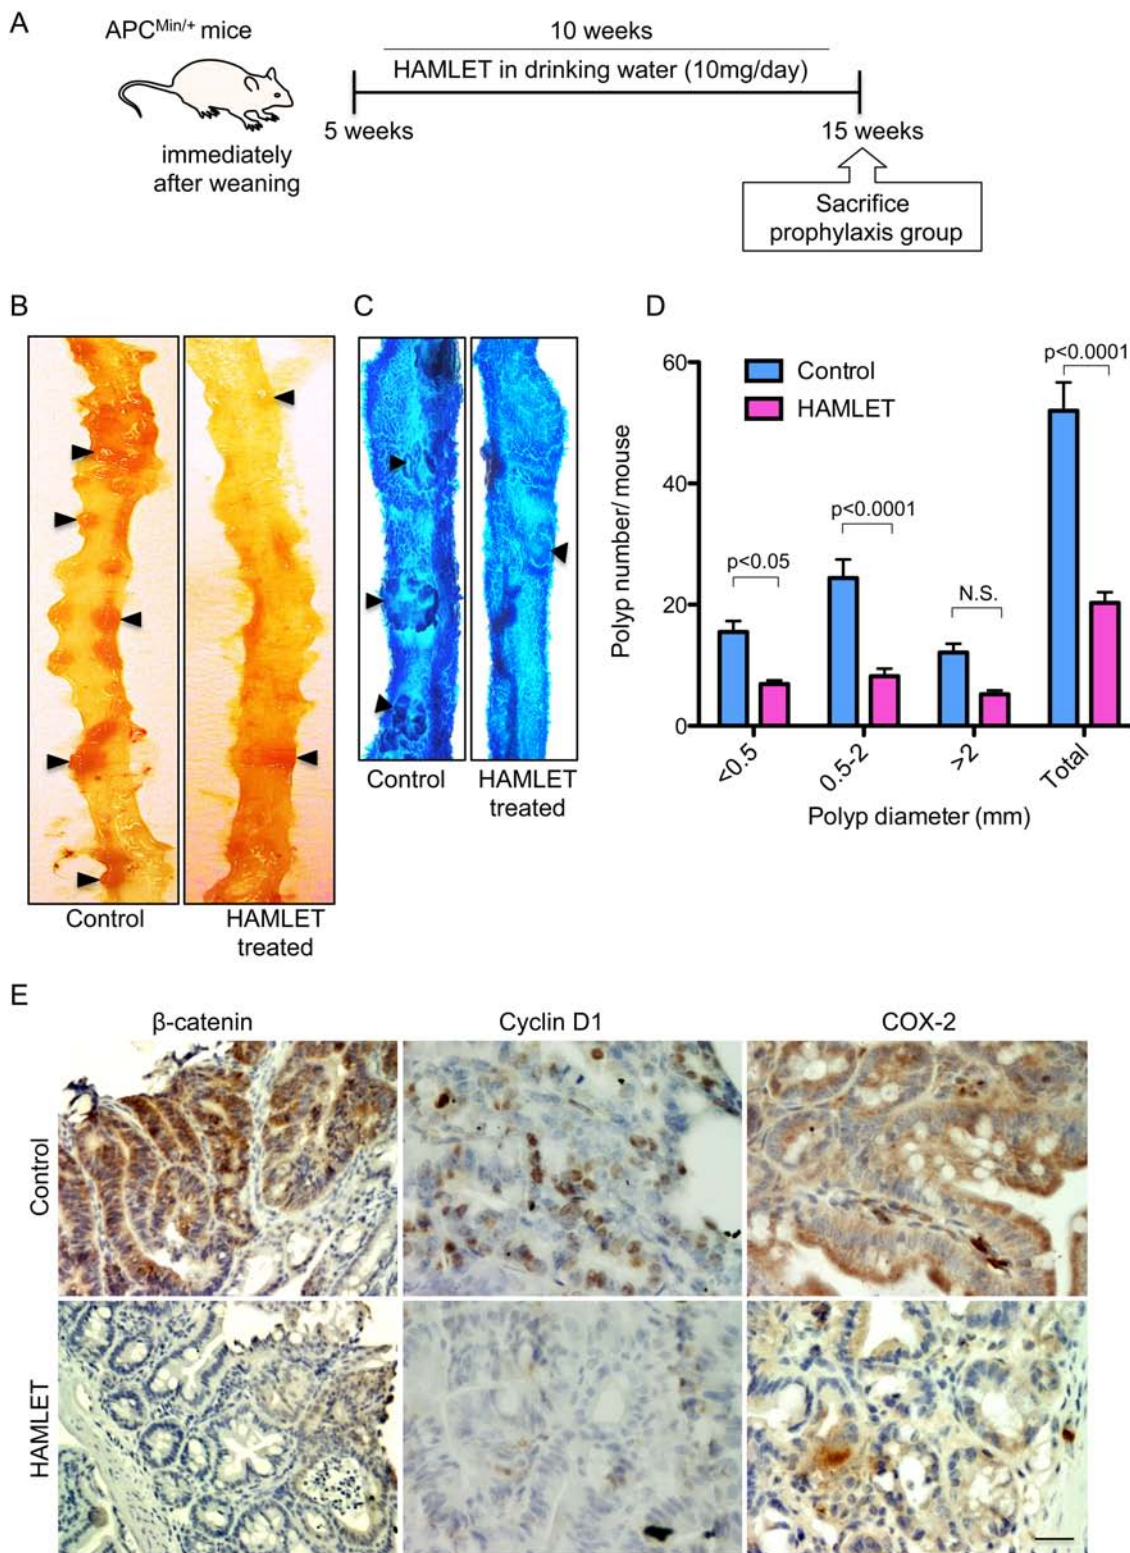 A
APC^Min/+ mice
immediately
after weaning
10 weeks
HAMLET in drinking water (10mg/day)
5 weeks
15 weeks
Sacrifice
prophylaxis group
B
Control
HAMLET
treated
C
Control
HAMLET
treated
D
Control
HAMLET
Polyp number/ mouse
60
40
20
0
p<0.05
p<0.0001
N.S.
p<0.0001
<0.5
0.5-2
>2
Total
Polyp diameter (mm)
E
β-catenin
Cyclin D1
COX-2
Control
HAMLET